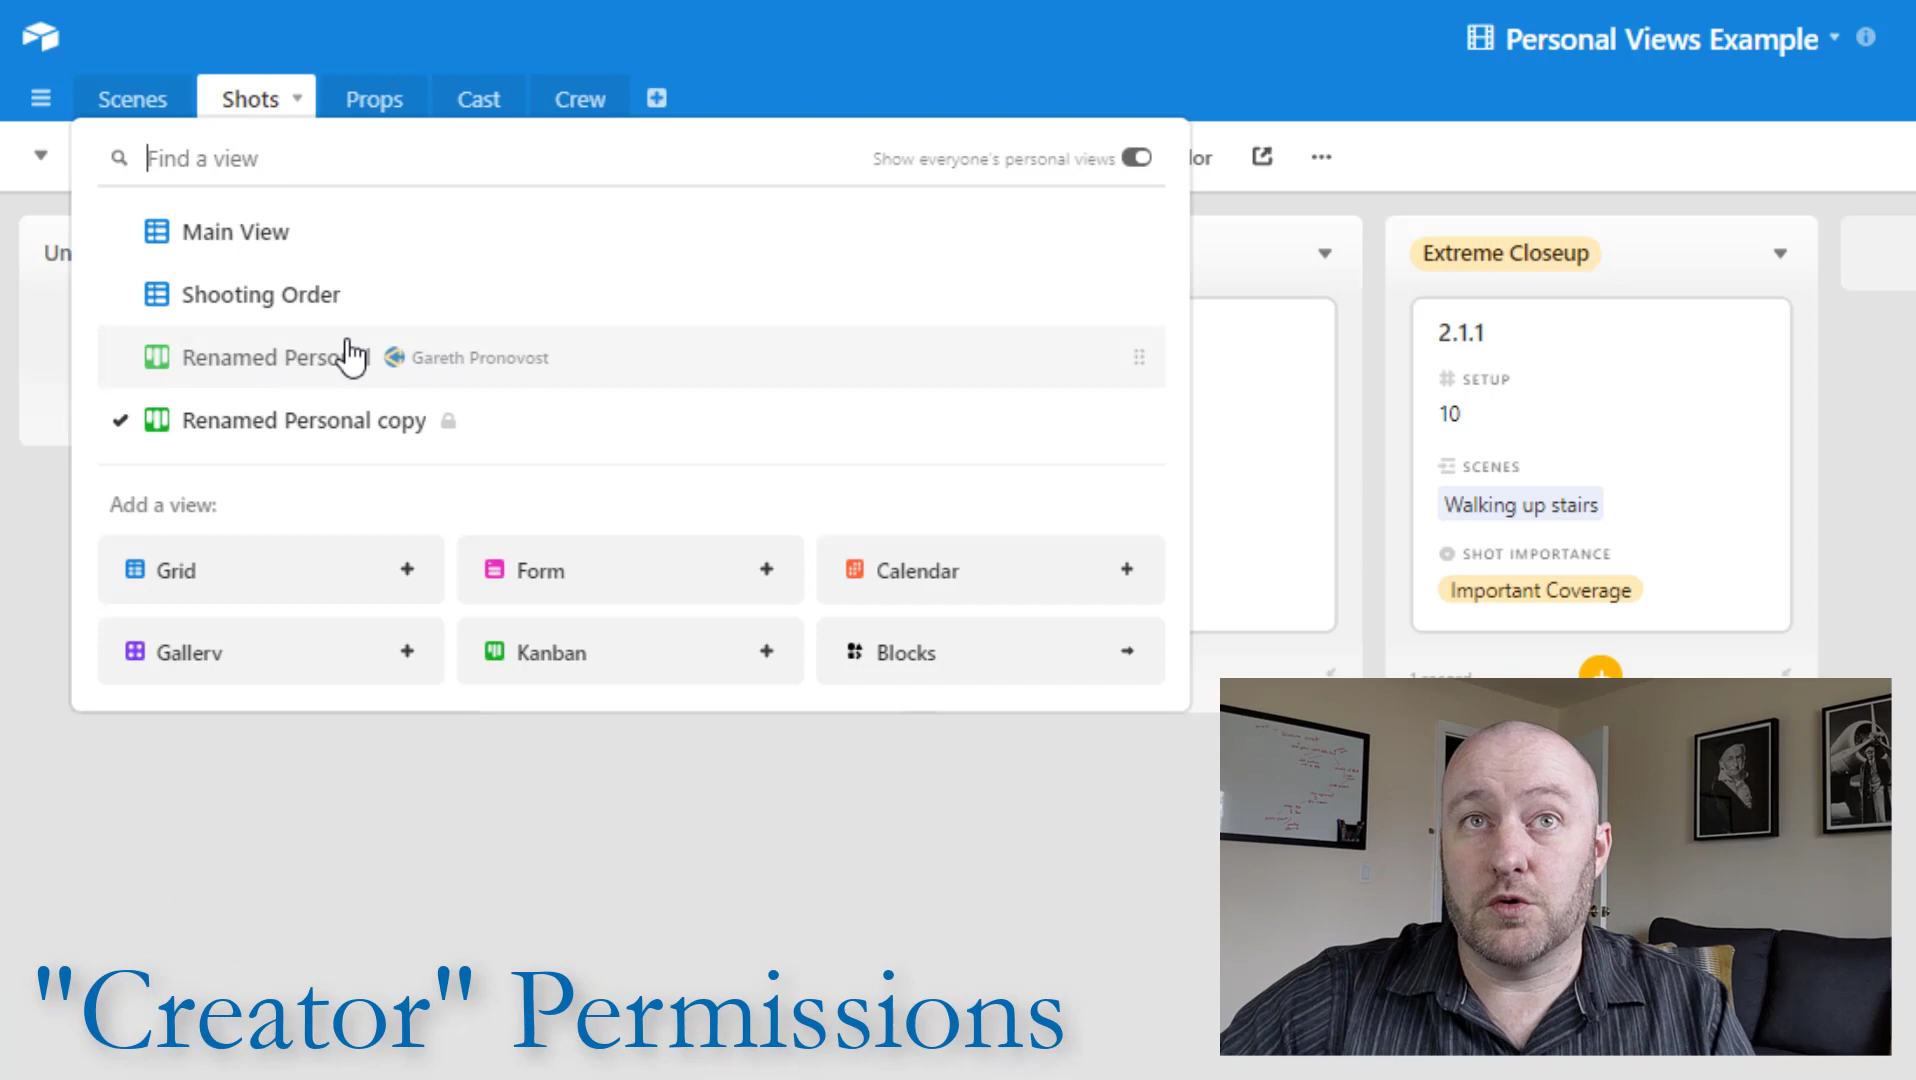 Personal Views Example
Scenes
Shots
Props
Cast
Crew
Find a view
Show everyone's personal views
lor
Un
Main View
Extreme Closeup
Shooting Order
2.1.1
SETUP
10
Gareth Pronovost
Renamed Personal copy
SCENES
Walking up stairs
Add a view:
SHOT IMPORTANCE
Important Coverage
Grid
Form
Calendar
Gallery
Kanban
Blocks
"Creator" Permissions